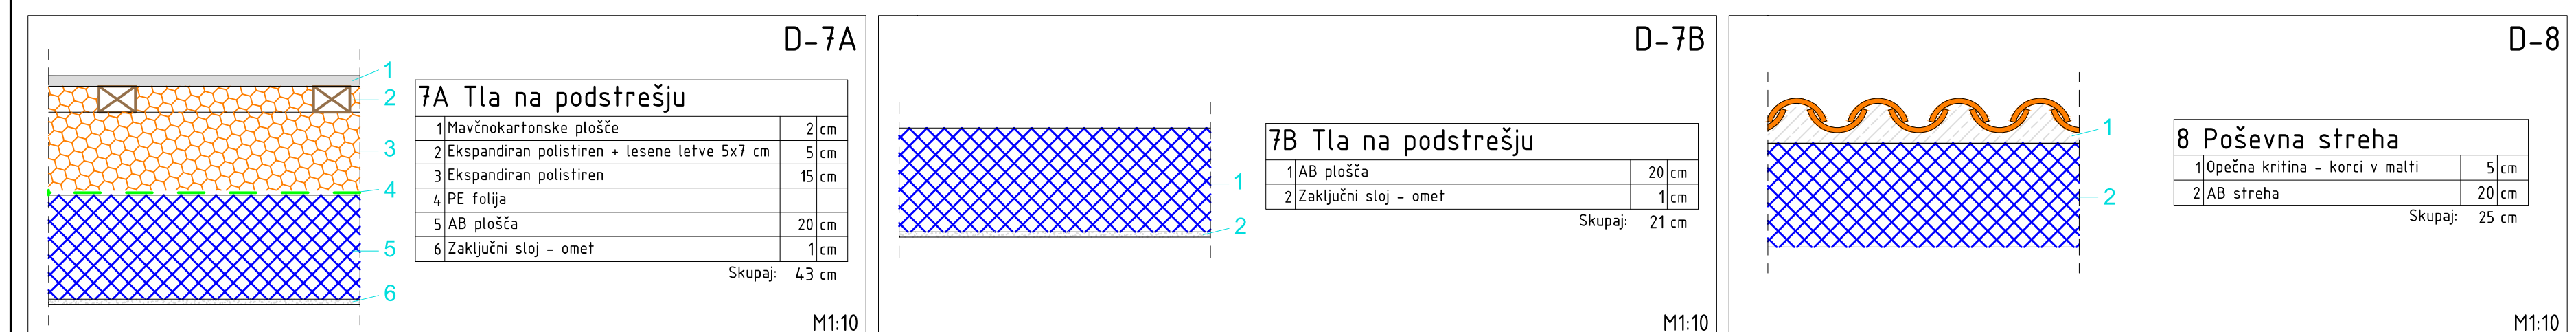 D-7A
1
2
3
4
5
6
7A Tla na podstrešju
1 Mavčnokartonske plošče 2 cm
2 Ekspandiran polistiren + lesene letve 5x7 cm 5 cm
3 Ekspandiran polistiren 15 cm
4 PE folija
5 AB plošča 20 cm
6 Zaključni sloj - omet 1 cm
Skupaj: 43 cm
M1:10
D-7B
1
2
7B Tla na podstrešju
1 AB plošča 20 cm
2 Zaključni sloj - omet 1 cm
Skupaj: 21 cm
M1:10
D-8
1
2
8 Poševna streha
1 Opečna kritina - korci v malti 5 cm
2 AB streha 20 cm
Skupaj: 25 cm
M1:10